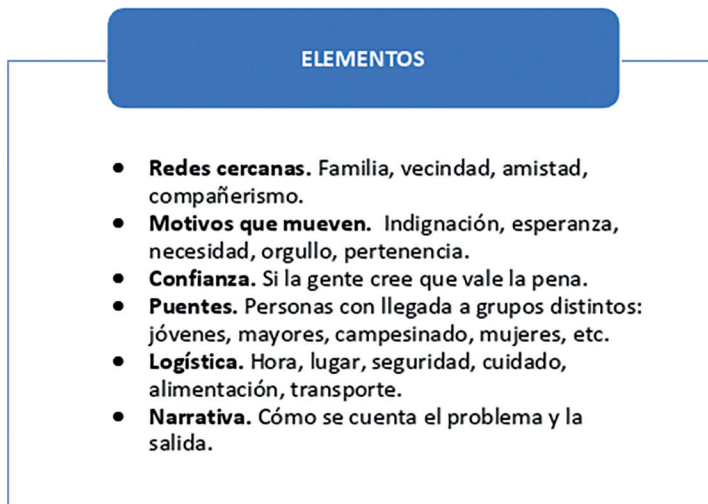 ELEMENTOS
• Redes cercanas. Familia, vecindad, amistad,
compañerismo.
• Motivos que mueven. Indignación, esperanza,
necesidad, orgullo, pertenencia.
• Confianza. Si la gente cree que vale la pena.
• Puentes. Personas con llegada a grupos distintos:
jóvenes, mayores, campesinado, mujeres, etc.
• Logística. Hora, lugar, seguridad, cuidado,
alimentación, transporte.
• Narrativa. Cómo se cuenta el problema y la
salida.